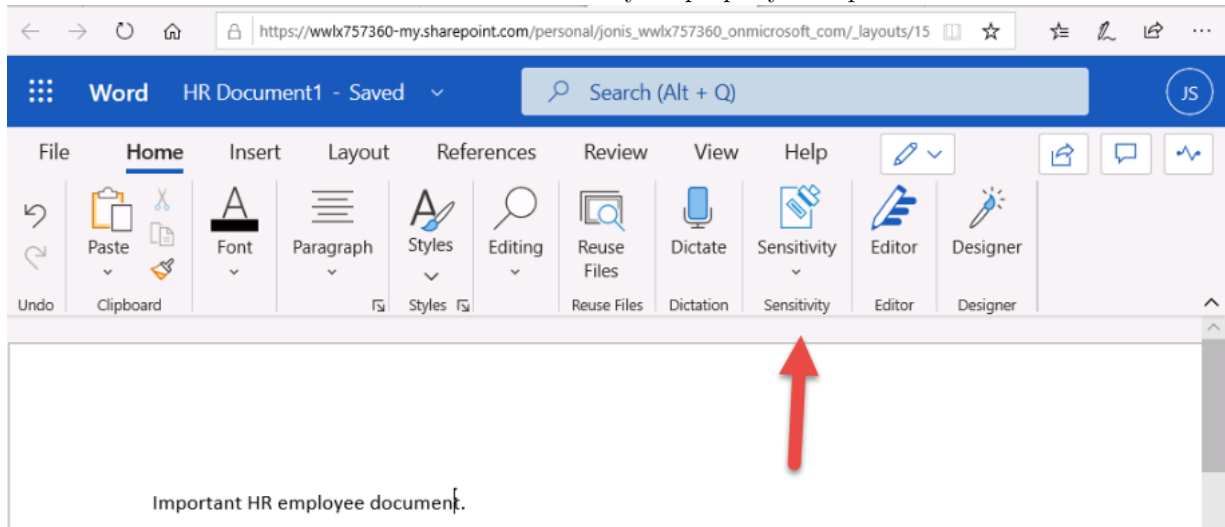 https://wwlx757360-my.sharepoint.com/personal/jonis_wwlx757360_onmicrosoft_com/_layouts/15
Word HR Document1 - Saved Search (Alt + Q) JS
File Home Insert Layout References Review View Help
Paste Font Paragraph Styles Editing Reuse Files Dictate Sensitivity Editor Designer
Undo Clipboard Styles Reuse Files Dictation Sensitivity Editor Designer
Important HR employee document.